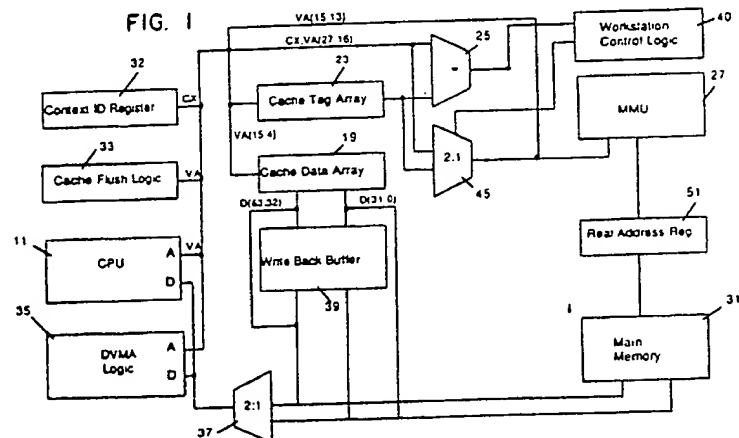 FIG. 1
VA(15:13)
CX,VA(27:16)
25
Workstation
Control Logic
40
32
Context ID Register
CX
23
Cache Tag Array
27
MMU
VA(15:4)
33
Cache Flush Logic
VA
19
Cache Data Array
2:1
45
D(63:32)
D(31:0)
51
Real Address Reg
11
CPU
A
D
VA
Write Back Buffer
39
31
Main
Memory
35
DVMA
Logic
A
D
2:1
37